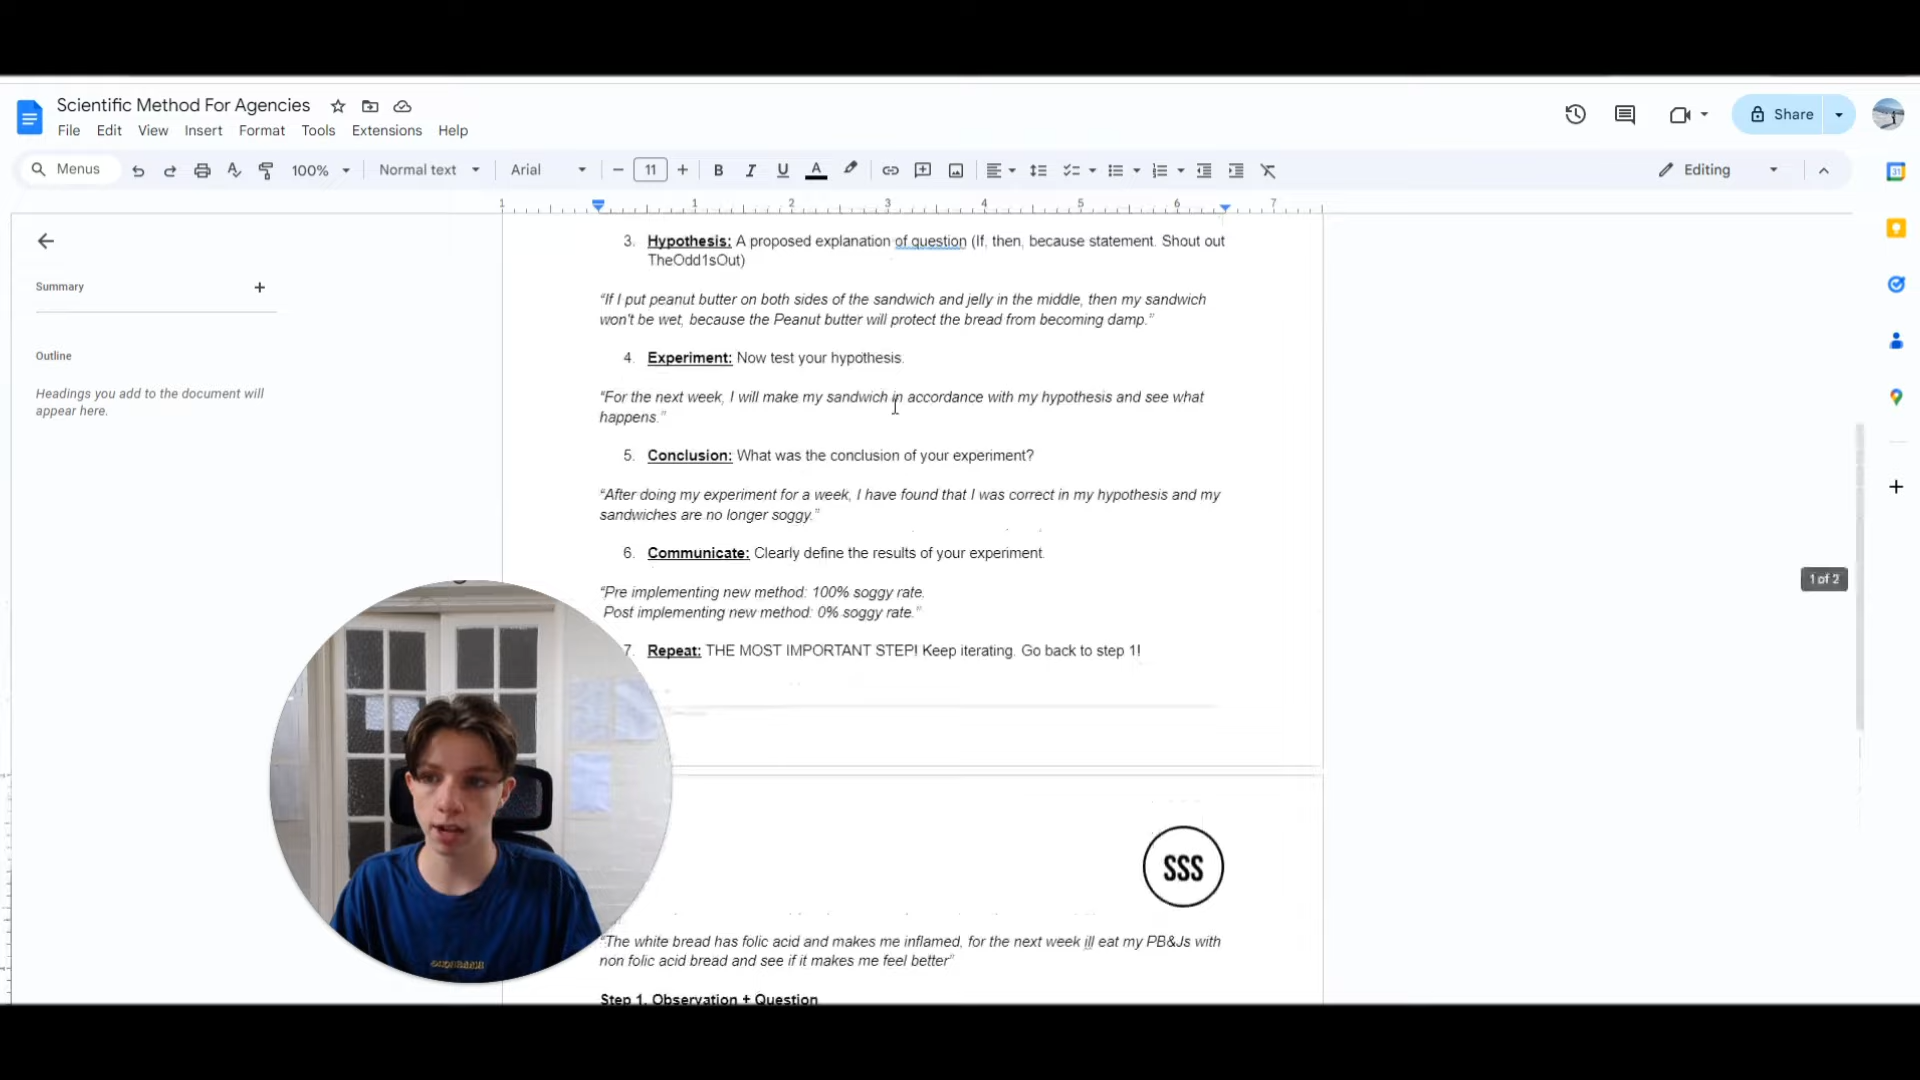 Scientific Method For Agencies
File Edit View Insert Format Tools Extensions Help
Share
Menus
100%
Normal text
Arial
11
Editing
1 1 2 3 4 5 6 7
Summary
Outline
Headings you add to the document will
appear here.
3. Hypothesis: A proposed explanation of question (If, then, because statement. Shout out
TheOdd1sOut)
“If I put peanut butter on both sides of the sandwich and jelly in the middle, then my sandwich
won't be wet, because the Peanut butter will protect the bread from becoming damp.”
4. Experiment: Now test your hypothesis.
“For the next week, I will make my sandwich in accordance with my hypothesis and see what
happens.”
5. Conclusion: What was the conclusion of your experiment?
“After doing my experiment for a week, I have found that I was correct in my hypothesis and my
sandwiches are no longer soggy.”
6. Communicate: Clearly define the results of your experiment.
“Pre implementing new method: 100% soggy rate.
Post implementing new method: 0% soggy rate.”
7. Repeat: THE MOST IMPORTANT STEP! Keep iterating. Go back to step 1!
1 of 2
SSS
“The white bread has folic acid and makes me inflamed, for the next week ill eat my PB&Js with
non folic acid bread and see if it makes me feel better”
Step 1. Observation + Question
31